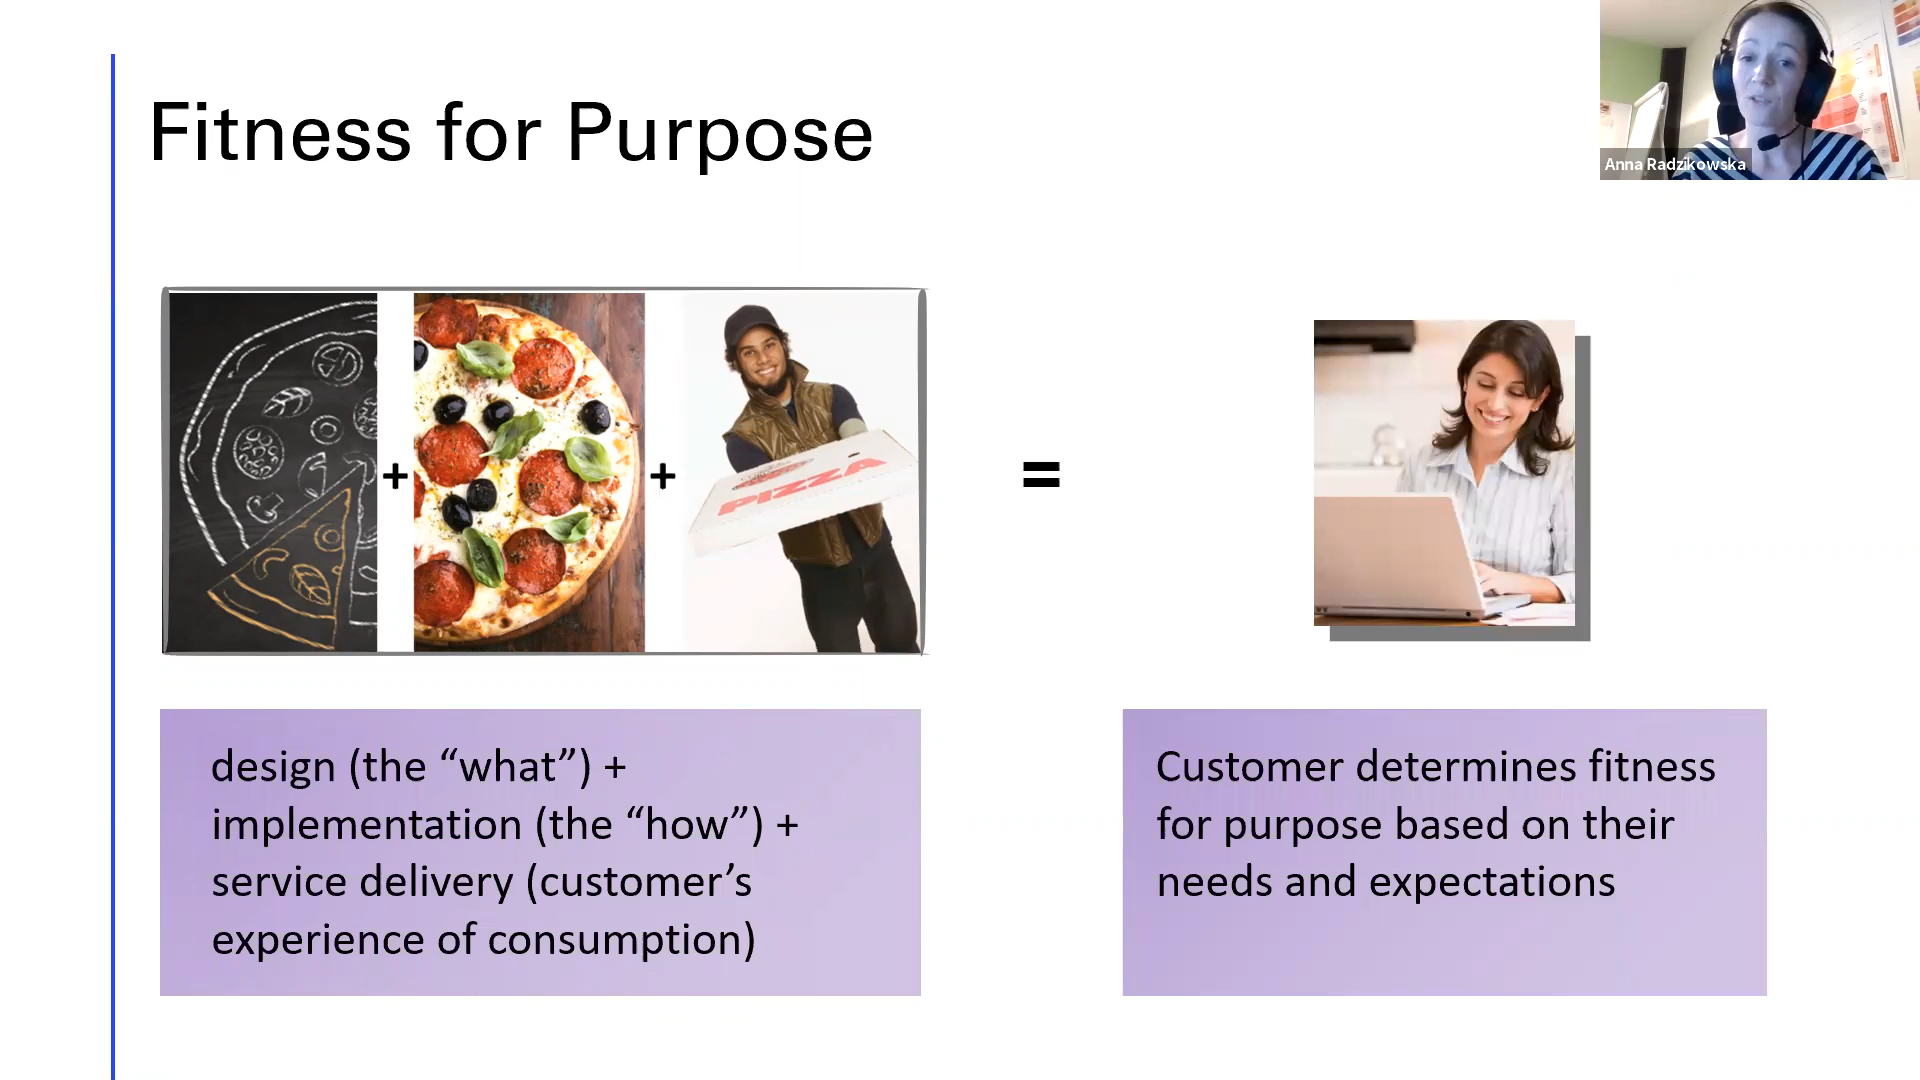 Fitness for Purpose
Anna Radzikowska
+
+
PIZZA
=
design (the “what”) +
implementation (the “how”) +
service delivery (customer’s
experience of consumption)
Customer determines fitness
for purpose based on their
needs and expectations